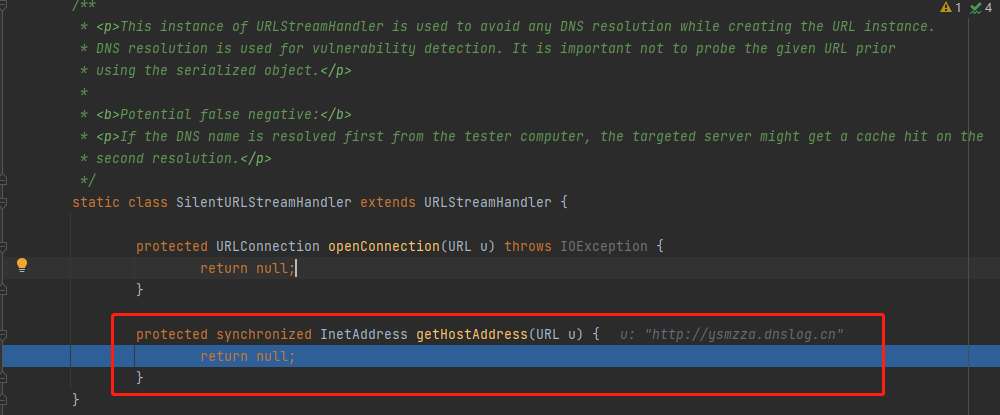 /**
⚠1 ✓4
* <p>This instance of URLStreamHandler is used to avoid any DNS resolution while creating the URL instance.
* DNS resolution is used for vulnerability detection. It is important not to probe the given URL prior
* using the serialized object.</p>
*
* <b>Potential false negative:</b>
* <p>If the DNS name is resolved first from the tester computer, the targeted server might get a cache hit on the
* second resolution.</p>
*/
static class SilentURLStreamHandler extends URLStreamHandler {
protected URLConnection openConnection(URL u) throws IOException {
return null;
}
protected synchronized InetAddress getHostAddress(URL u) { u: "http://ysmzza.dnslog.cn"
return null;
}
}